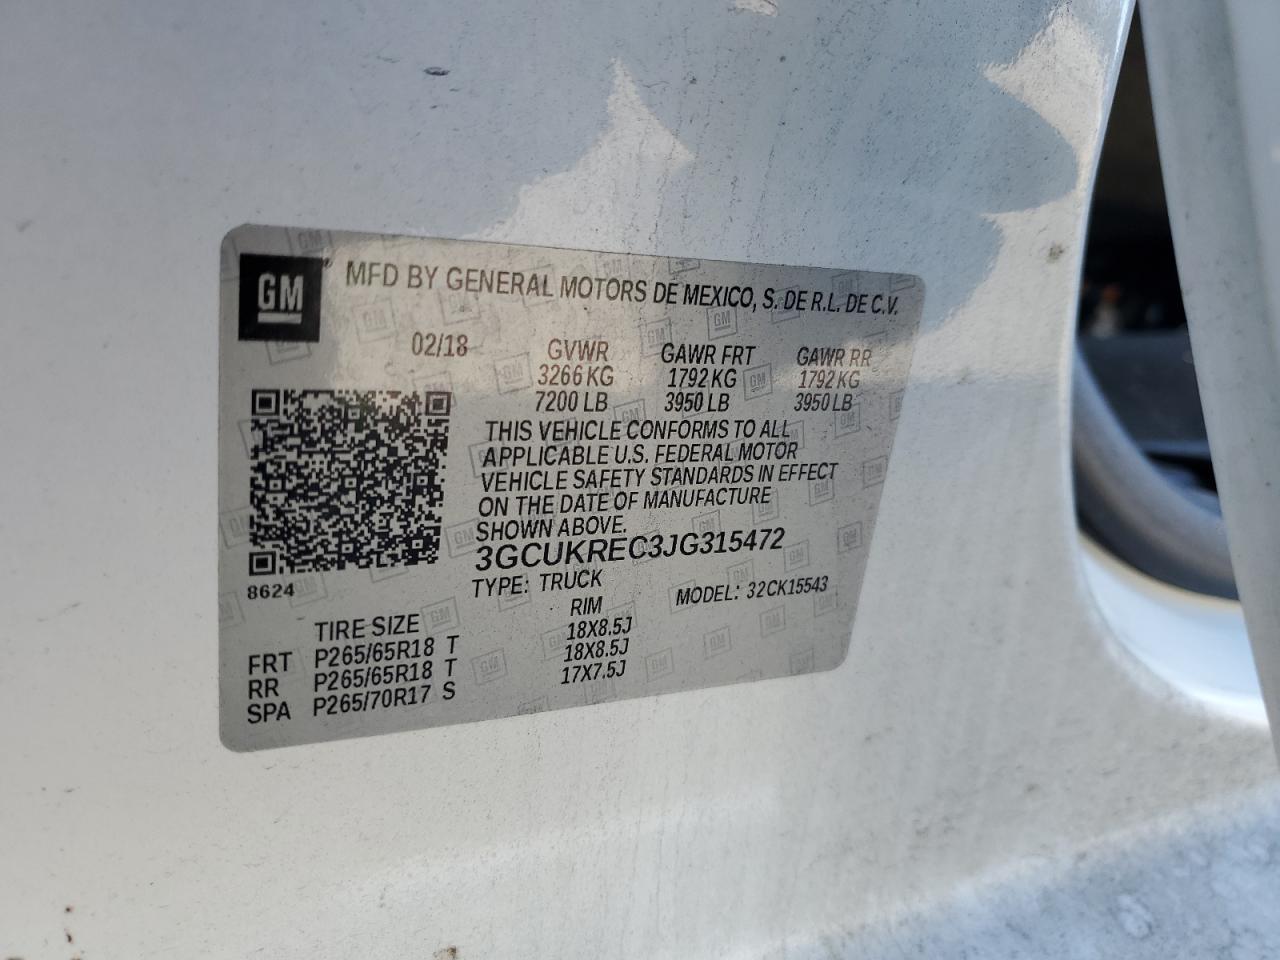 GM
MFD BY GENERAL MOTORS DE MEXICO, S. DE R.L. DE C.V.
02/18 GVWR GAWR FRT GAWR RR
3266 KG 1792 KG 1792 KG
7200 LB 3950 LB 3950 LB
THIS VEHICLE CONFORMS TO ALL
APPLICABLE U.S. FEDERAL MOTOR
VEHICLE SAFETY STANDARDS IN EFFECT
ON THE DATE OF MANUFACTURE
SHOWN ABOVE.
3GCUKREC3JG315472
8624
TYPE: TRUCK MODEL: 32CK15543
TIRE SIZE RIM
FRT P265/65R18 T 18X8.5J
RR P265/65R18 T 18X8.5J
SPA P265/70R17 S 17X7.5J